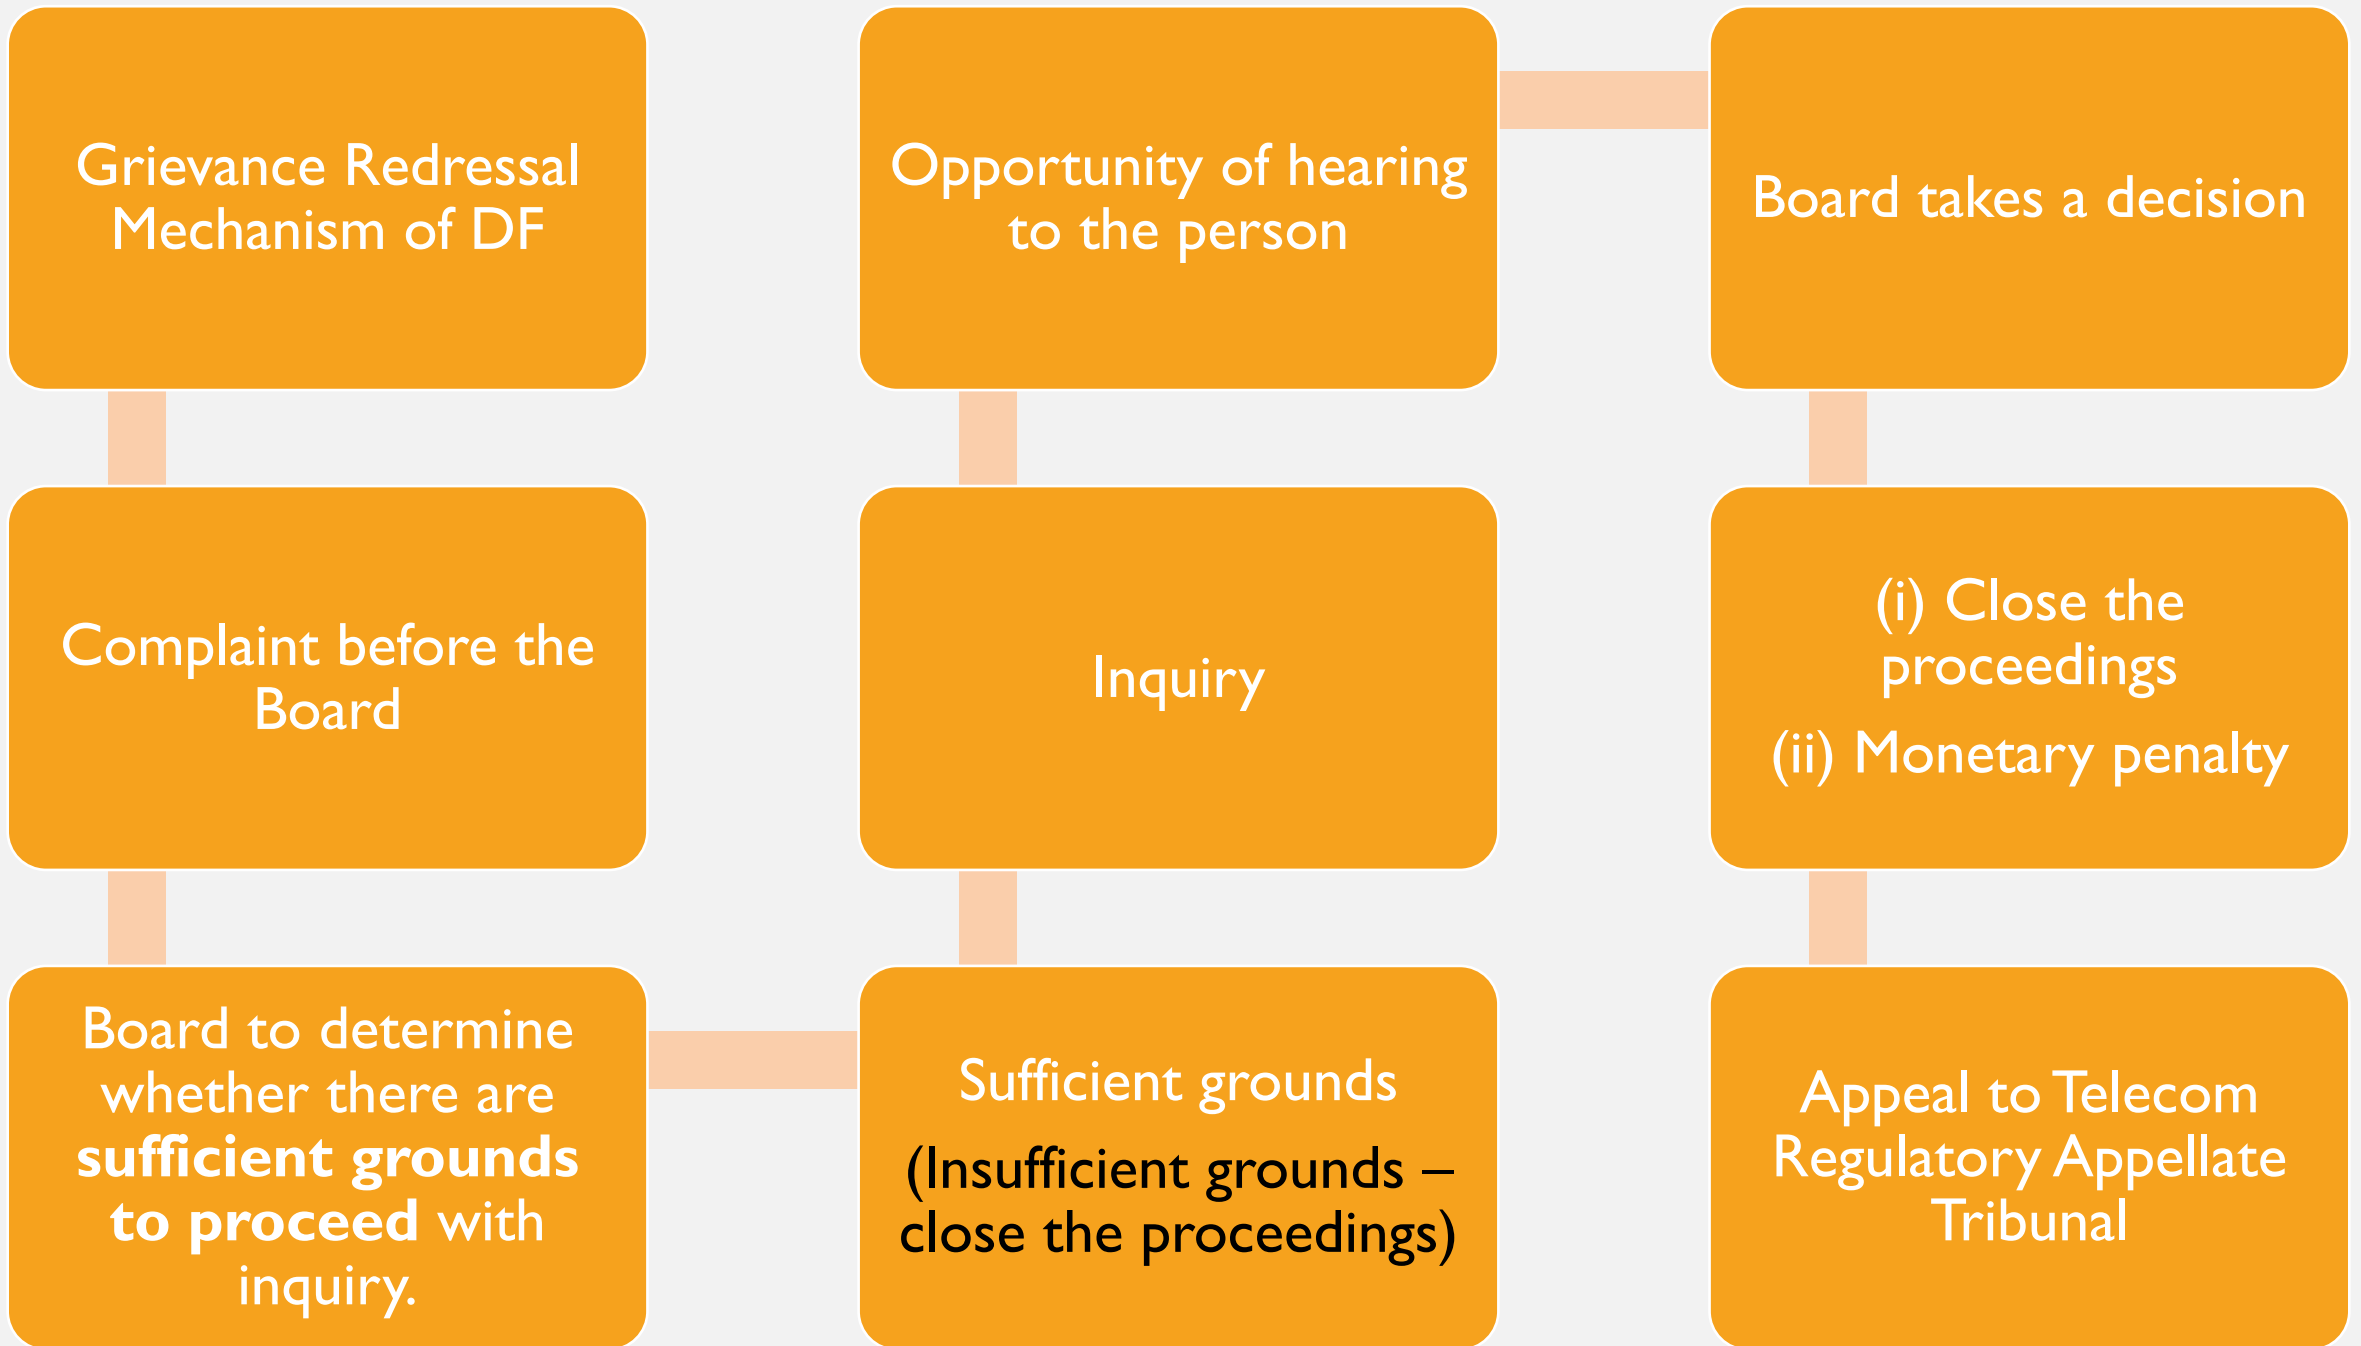 Grievance Redressal
Mechanism of DF
Complaint before the
Board
Board to determine
whether there are
sufficient grounds
to proceed with
inquiry.
Sufficient grounds
(Insufficient grounds –
close the proceedings)
Inquiry
Opportunity of hearing
to the person
Board takes a decision
(i) Close the
proceedings
(ii) Monetary penalty
Appeal to Telecom
Regulatory Appellate
Tribunal